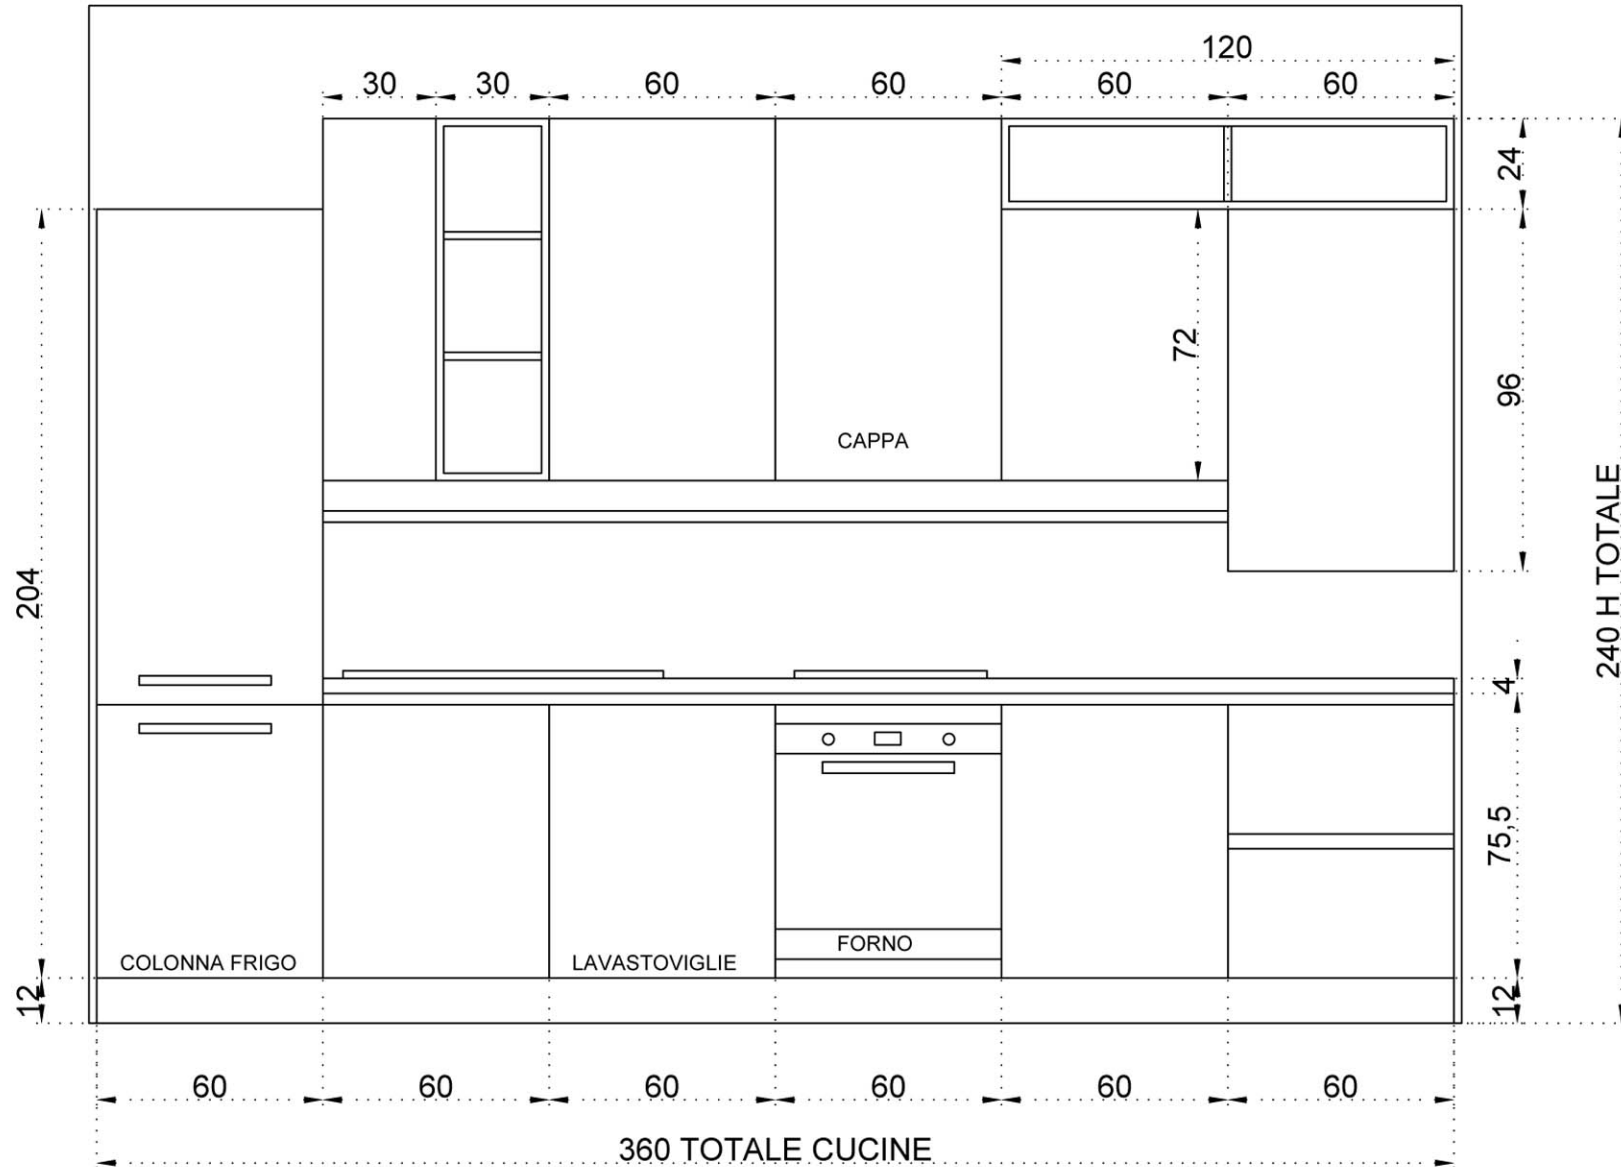 120
30 30 60 60 60 60
24
72
96
CAPPA
240 H TOTALE
204
4
75,5
FORNO
COLONNA FRIGO
LAVASTOVIGLIE
12
12
60 60 60 60 60 60
360 TOTALE CUCINE